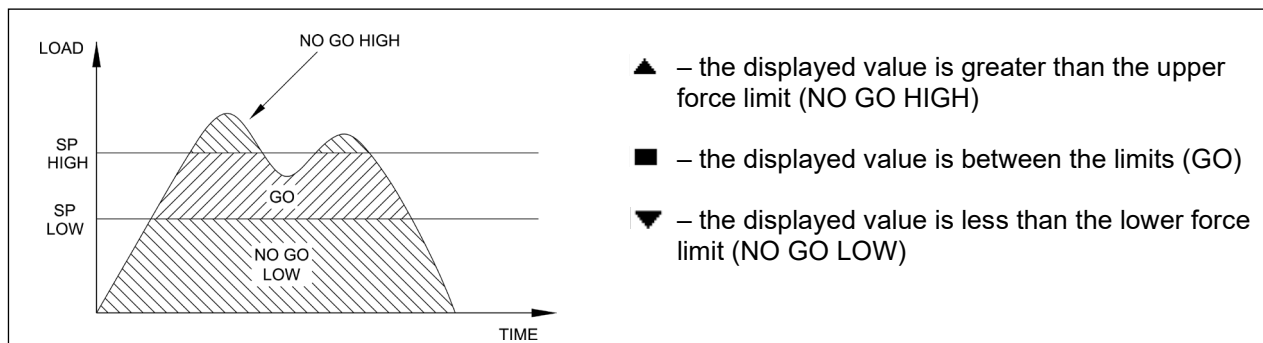 NO GO HIGH
LOAD
SP
HIGH
GO
SP
LOW
NO GO
LOW
TIME
▲ – the displayed value is greater than the upper
force limit (NO GO HIGH)
■ – the displayed value is between the limits (GO)
▼ – the displayed value is less than the lower force
limit (NO GO LOW)